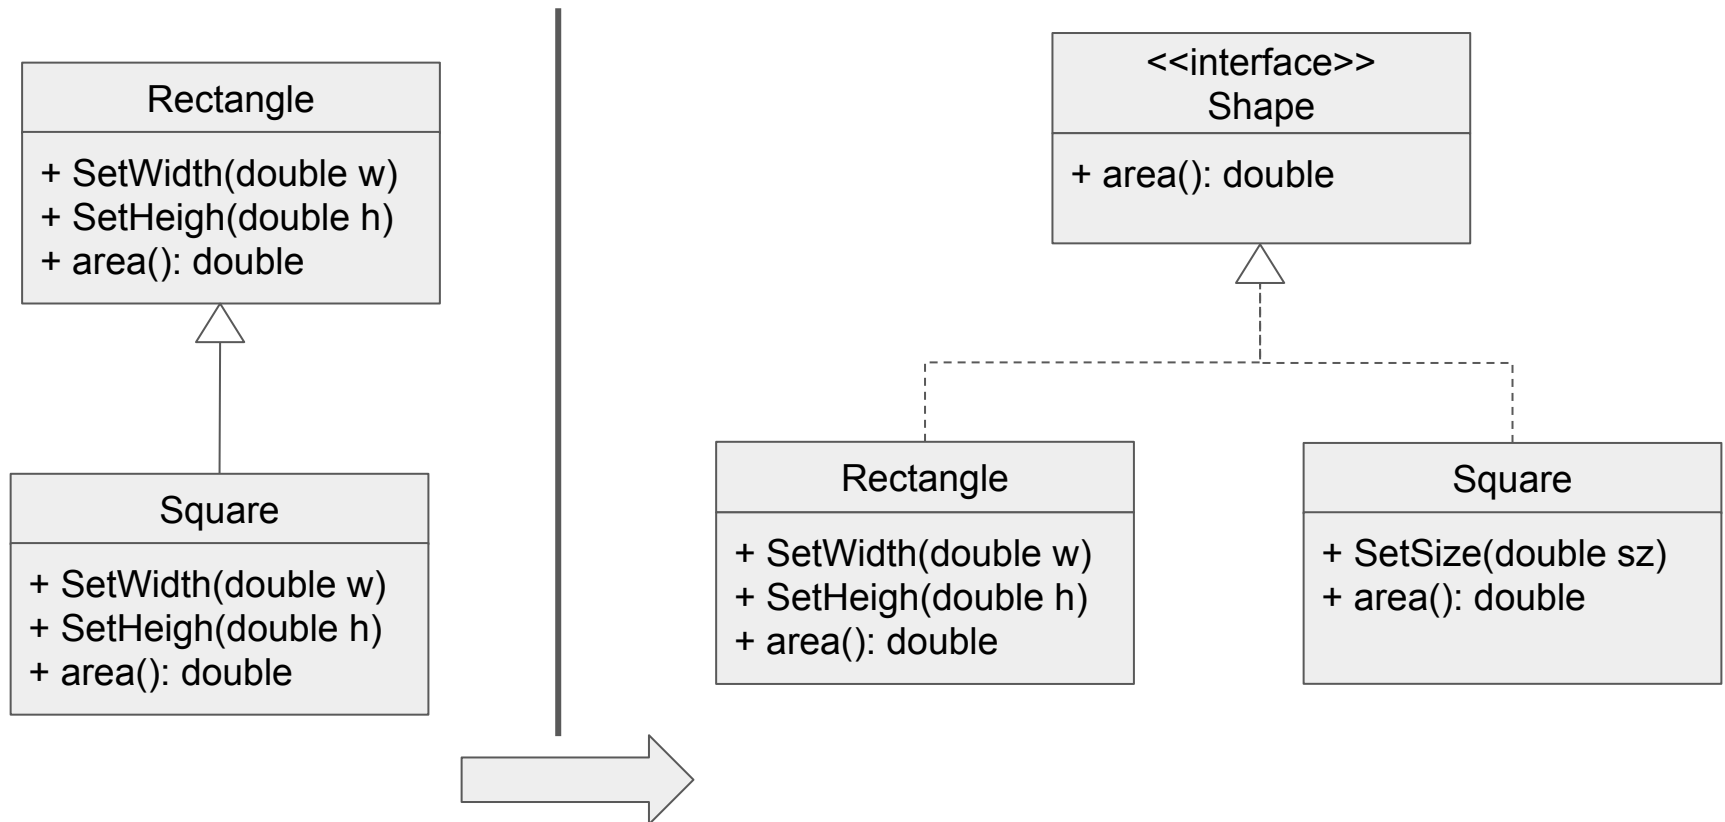 Rectangle
+ SetWidth(double w)
+ SetHeigh(double h)
+ area(): double
Square
+ SetWidth(double w)
+ SetHeigh(double h)
+ area(): double
<<interface>>
Shape
+ area(): double
Rectangle
+ SetWidth(double w)
+ SetHeigh(double h)
+ area(): double
Square
+ SetSize(double sz)
+ area(): double